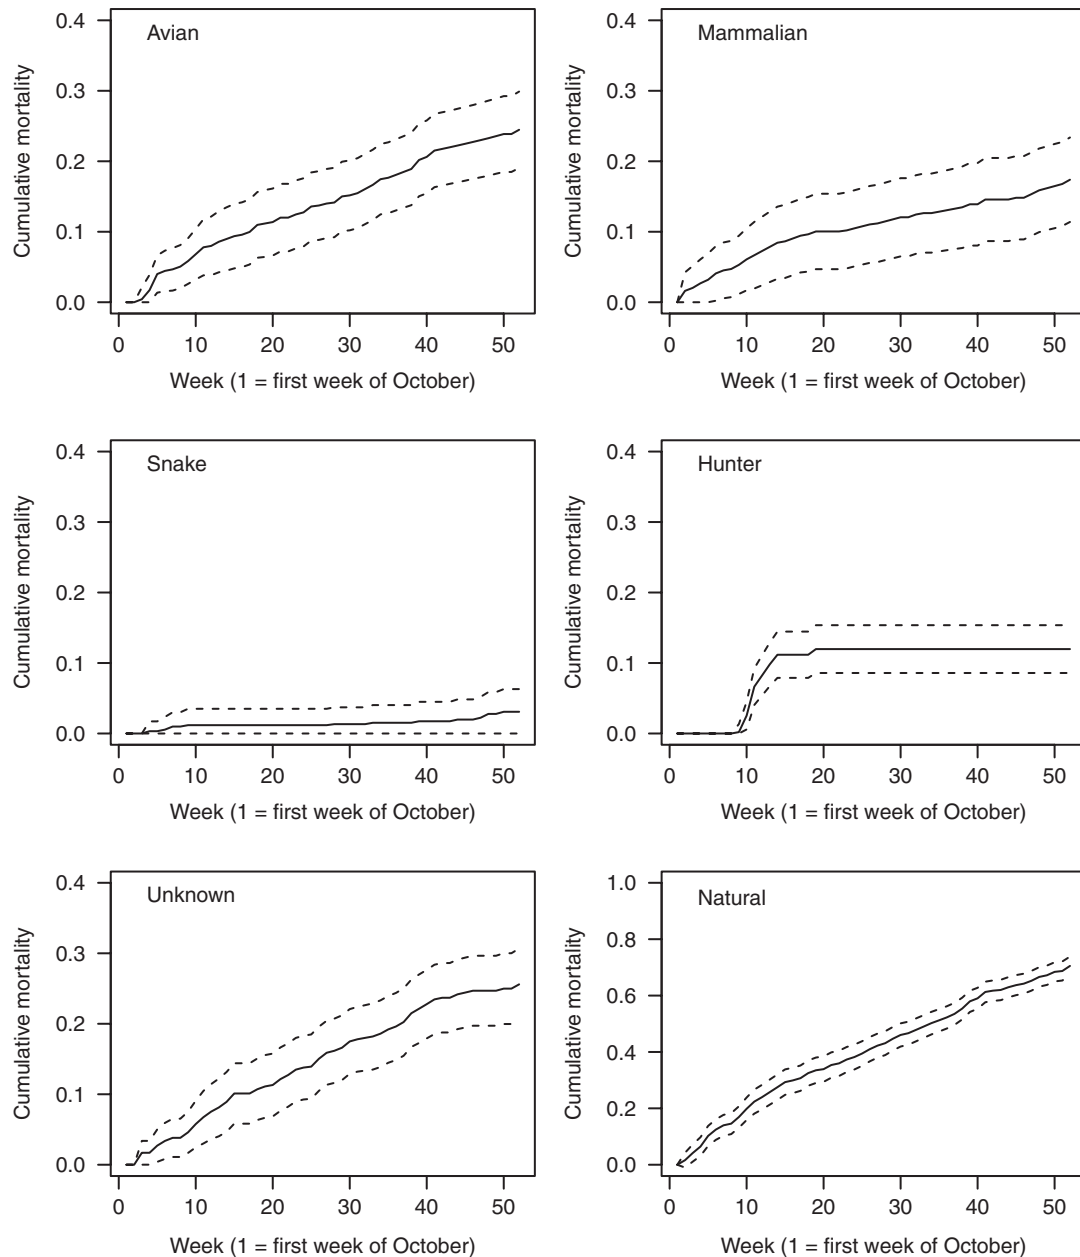 Avian
Cumulative mortality
0.4
0.3
0.2
0.1
0.0
0 10 20 30 40 50
Week (1 = first week of October)
Mammalian
Cumulative mortality
0.4
0.3
0.2
0.1
0.0
0 10 20 30 40 50
Week (1 = first week of October)
Snake
Cumulative mortality
0.4
0.3
0.2
0.1
0.0
0 10 20 30 40 50
Week (1 = first week of October)
Hunter
Cumulative mortality
0.4
0.3
0.2
0.1
0.0
0 10 20 30 40 50
Week (1 = first week of October)
Unknown
Cumulative mortality
0.4
0.3
0.2
0.1
0.0
0 10 20 30 40 50
Week (1 = first week of October)
Natural
Cumulative mortality
1.0
0.8
0.6
0.4
0.2
0.0
0 10 20 30 40 50
Week (1 = first week of October)